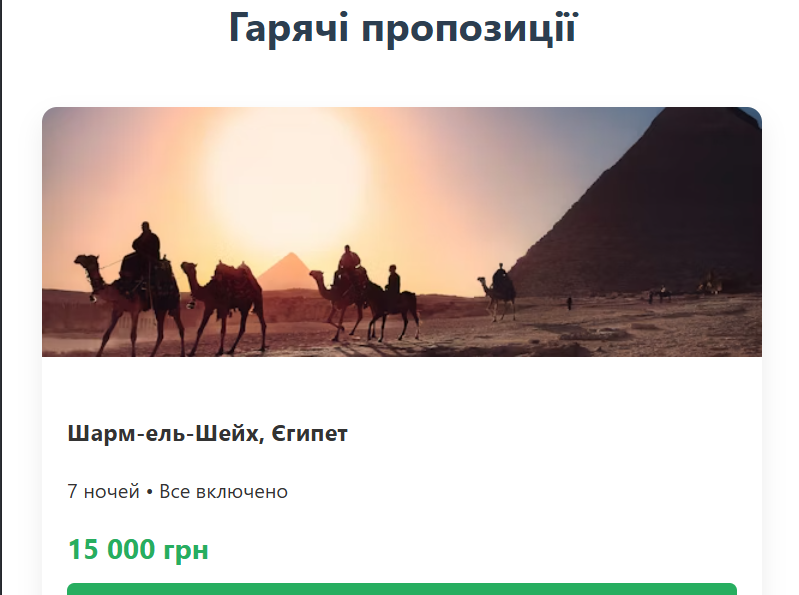 Гарячі пропозиції
Шарм-ель-Шейх, Єгипет
7 ночей • Все включено
15 000 грн